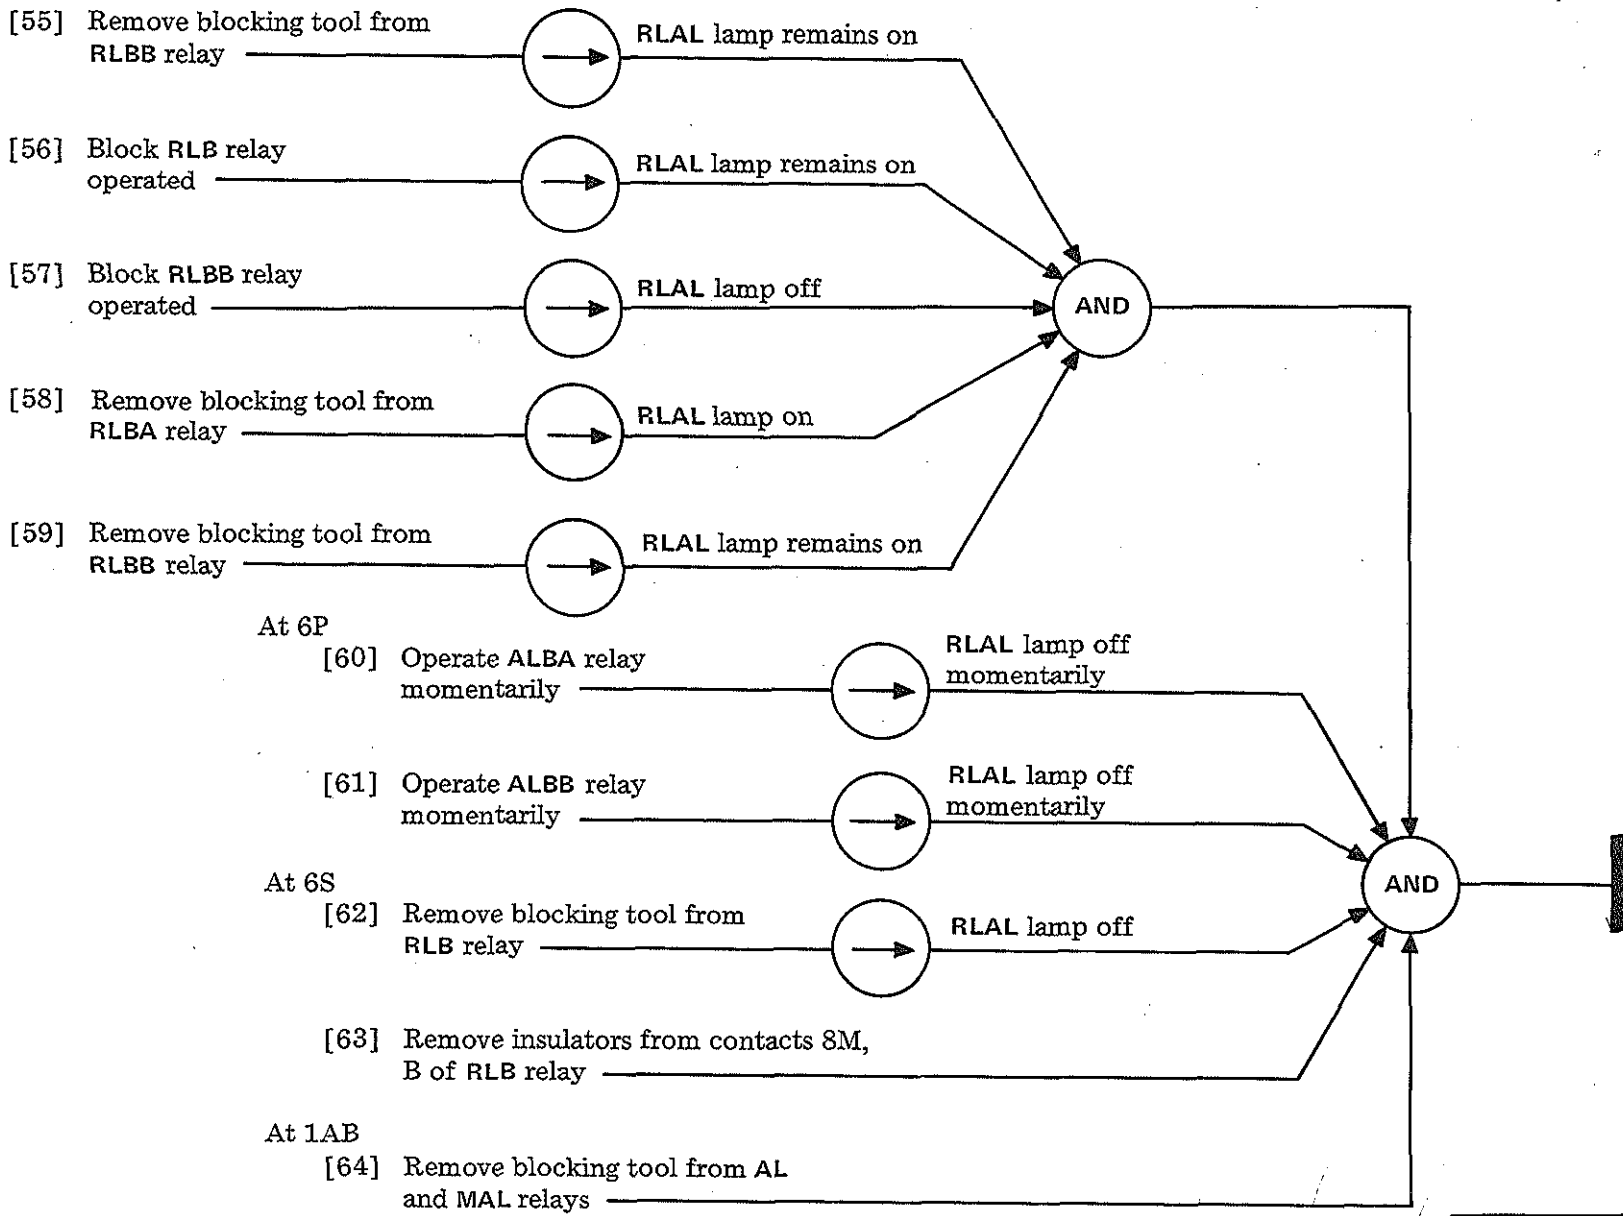 [55] Remove blocking tool from
RLBB relay
RLAL lamp remains on
[56] Block RLB relay
operated
RLAL lamp remains on
[57] Block RLBB relay
operated
RLAL lamp off
AND
[58] Remove blocking tool from
RLBA relay
RLAL lamp on
[59] Remove blocking tool from
RLBB relay
RLAL lamp remains on
At 6P
[60] Operate ALBA relay
momentarily
RLAL lamp off
momentarily
[61] Operate ALBB relay
momentarily
RLAL lamp off
momentarily
AND
At 6S
[62] Remove blocking tool from
RLB relay
RLAL lamp off
[63] Remove insulators from contacts 8M,
B of RLB relay
At 1AB
[64] Remove blocking tool from AL
and MAL relays